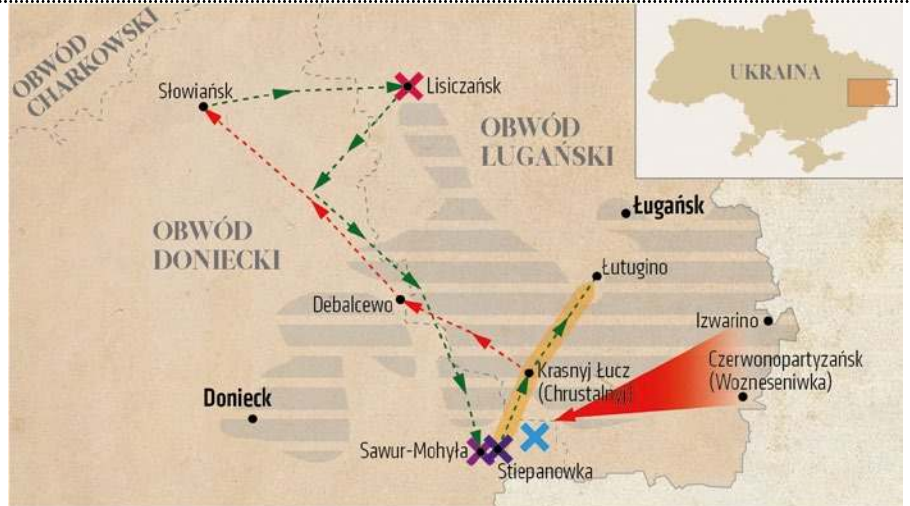 OBWÓD
CHARKOWSKI
UKRAINA
Słowiańsk
Lisiczańsk
OBWÓD
ŁUGAŃSKI
Ługańsk
OBWÓD
DONIECKI
Łutugino
Debalcewo
Izwarino
Krasnyj Łucz
(Chrustalnyj)
Czerwonopartyzańsk
(Wozneseniwka)
Donieck
Sawur-Mohyła
Stiepanowka